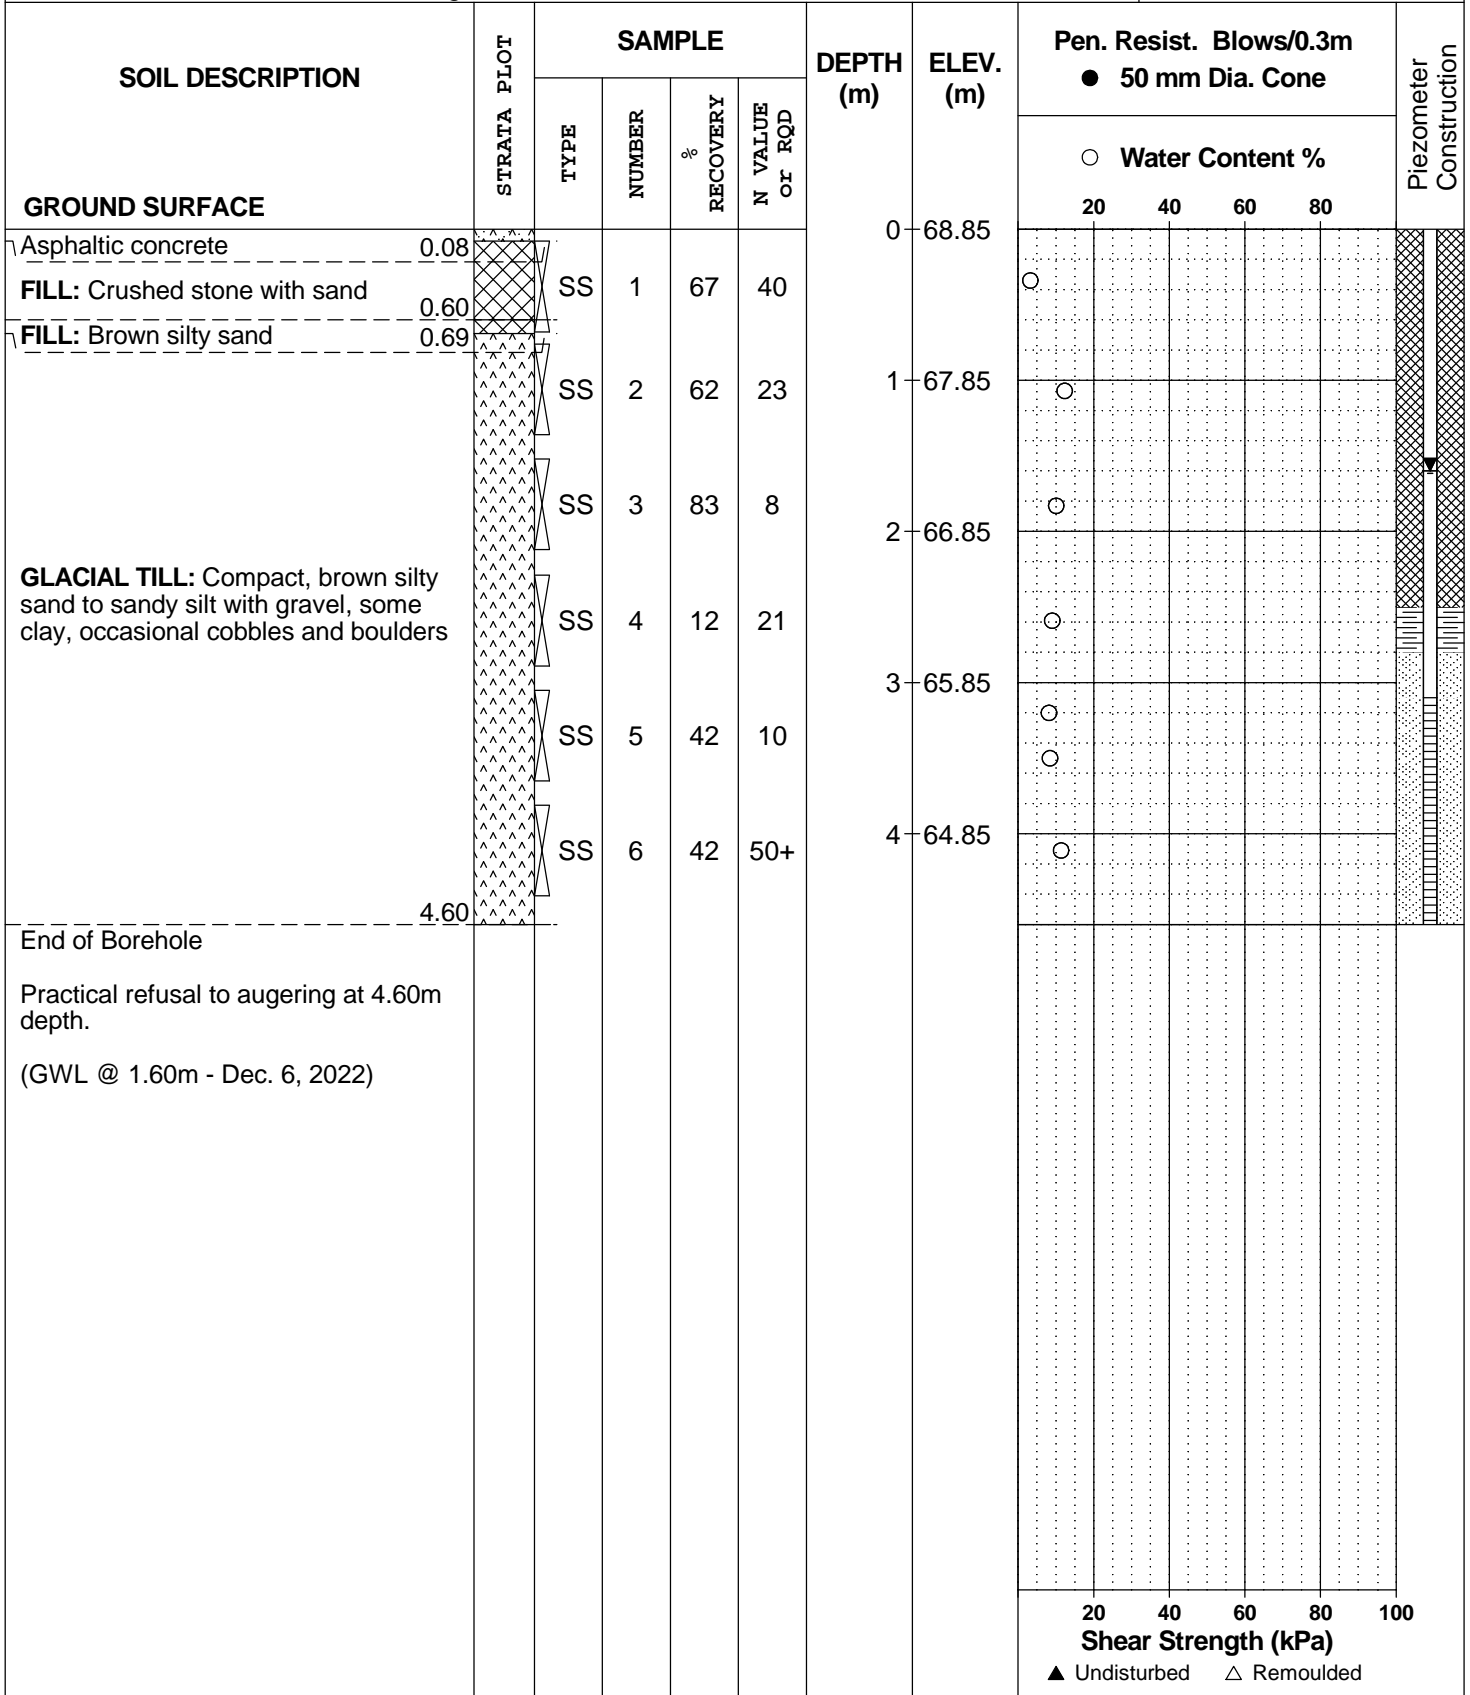 SOIL DESCRIPTION
GROUND SURFACE
STRATA PLOT
SAMPLE
TYPE
NUMBER
% RECOVERY
N VALUE or RQD
DEPTH (m)
ELEV. (m)
Pen. Resist. Blows/0.3m
● 50 mm Dia. Cone
○ Water Content %
20 40 60 80
Piezometer Construction
0 68.85
Asphaltic concrete 0.08
FILL: Crushed stone with sand 0.60
SS 1 67 40
FILL: Brown silty sand 0.69
1 67.85
SS 2 62 23
SS 3 83 8
2 66.85
GLACIAL TILL: Compact, brown silty
sand to sandy silt with gravel, some
clay, occasional cobbles and boulders
SS 4 12 21
3 65.85
SS 5 42 10
4 64.85
SS 6 42 50+
4.60
End of Borehole
Practical refusal to augering at 4.60m
depth.
(GWL @ 1.60m - Dec. 6, 2022)
20 40 60 80 100
Shear Strength (kPa)
▲ Undisturbed △ Remoulded